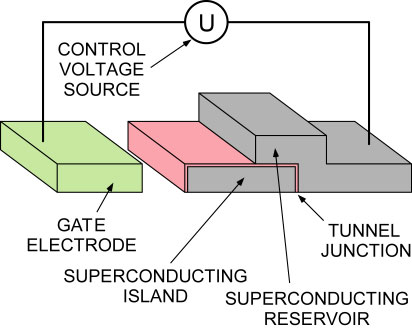 U
CONTROL
VOLTAGE
SOURCE
GATE
ELECTRODE
SUPERCONDUCTING
ISLAND
TUNNEL
JUNCTION
SUPERCONDUCTING
RESERVOIR